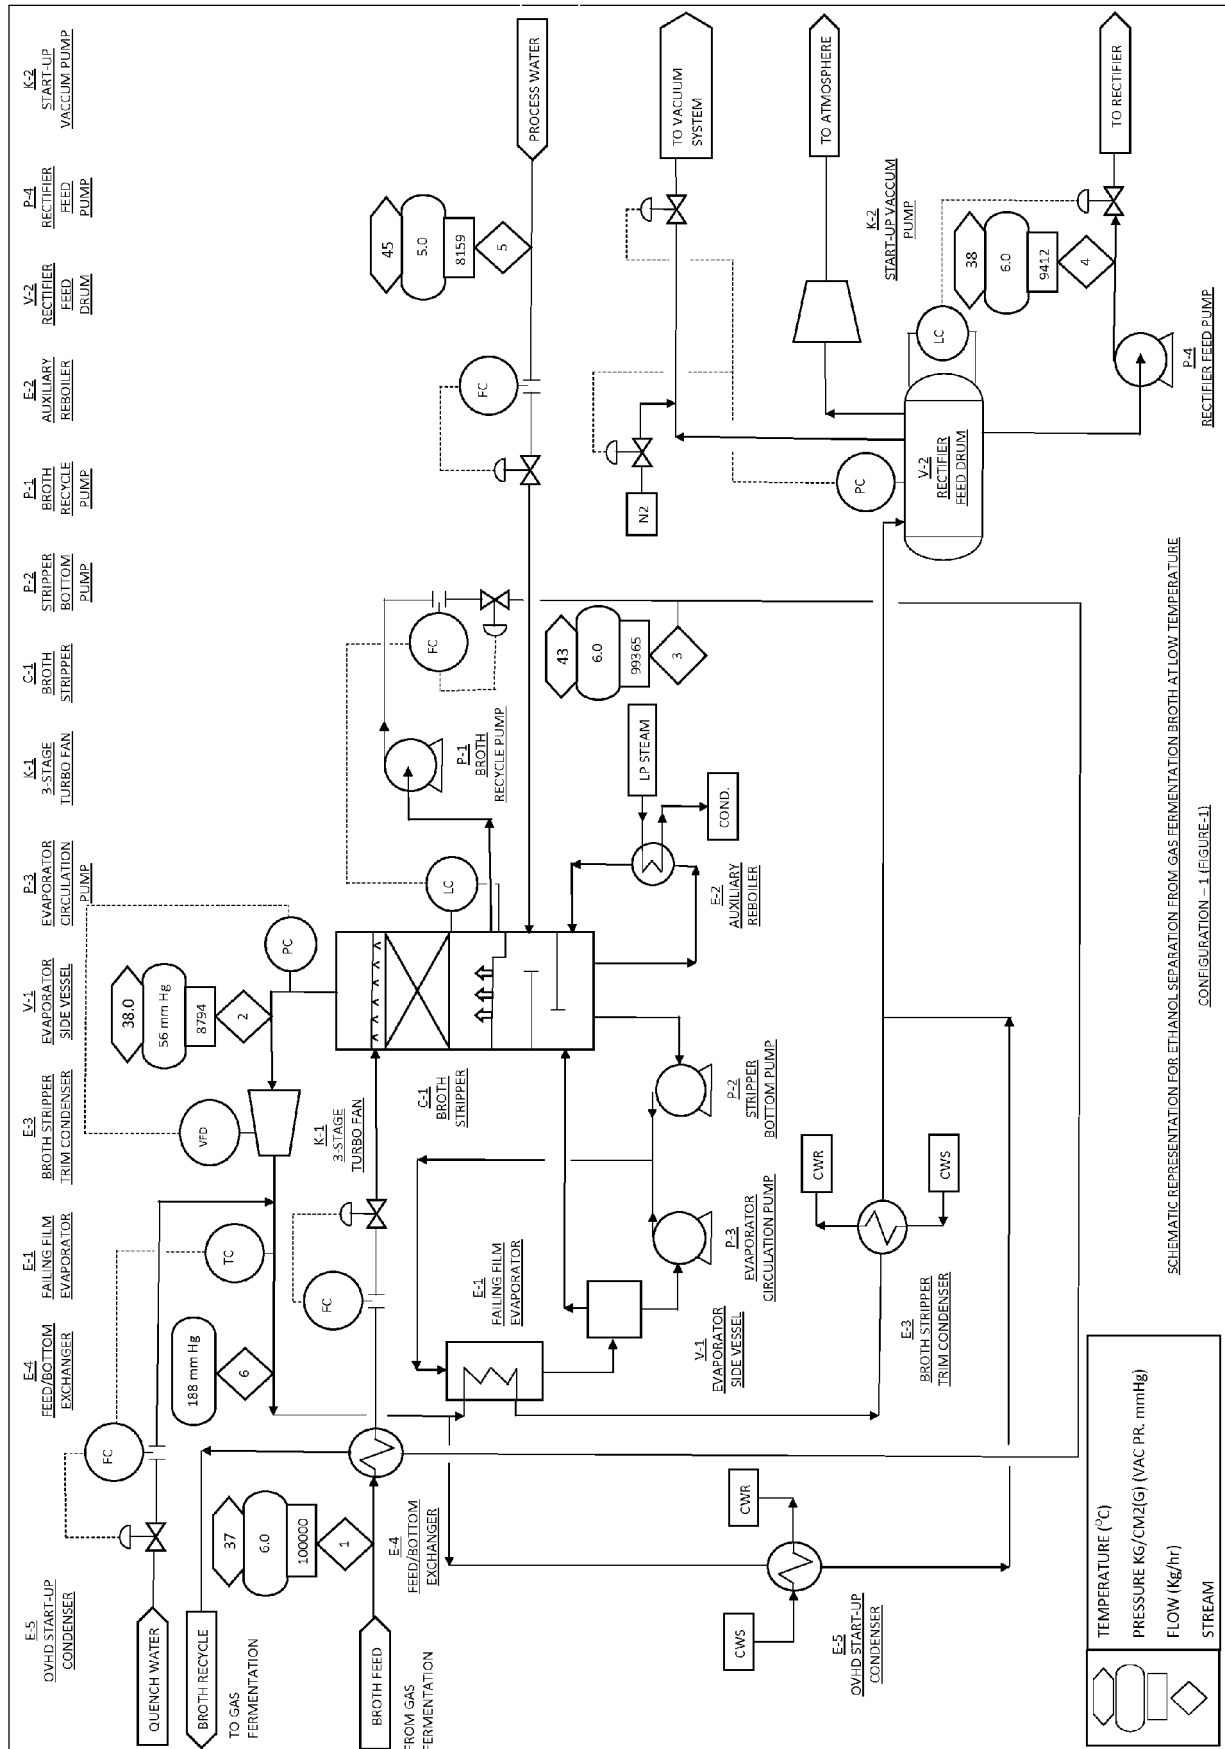 E-5
OVHD START-UP
CONDENSER
E-4
FEED/BOTTOM
EXCHANGER
E-1
FAILING FILM
EVAPORATOR
E-3
BROTH STRIPPER
TRIM CONDENSER
V-1
EVAPORATOR
SIDE VESSEL
P-3
EVAPORATOR
CIRCULATION
PUMP
K-1
3-STAGE
TURBO FAN
C-1
BROTH
STRIPPER
P-2
STRIPPER
BOTTOM
PUMP
P-1
BROTH
RECYCLE
PUMP
E-2
AUXILIARY
REBOILER
V-2
RECTIFIER
FEED
DRUM
P-4
RECTIFIER
FEED
PUMP
K-2
START-UP
VACCUM PUMP
QUENCH WATER
FC
TC
VFD
PC
188 mm Hg
6
38.0
56 mm Hg
8794
2
BROTH RECYCLE
TO GAS
FERMENTATION
37
6.0
100000
1
BROTH FEED
FROM GAS
FERMENTATION
E-4
FEED/BOTTOM
EXCHANGER
FC
K-1
3-STAGE
TURBO FAN
C-1
BROTH
STRIPPER
LC
P-1
BROTH
RECYCLE PUMP
FC
FC
45
5.0
8159
5
PROCESS WATER
E-1
FAILING FILM
EVAPORATOR
V-1
EVAPORATOR
SIDE VESSEL
P-3
EVAPORATOR
CIRCULATION PUMP
P-2
STRIPPER
BOTTOM PUMP
E-2
AUXILIARY
REBOILER
LP STEAM
COND.
43
6.0
99365
3
N2
TO VACUUM
SYSTEM
TO ATMOSPHERE
K-2
START-UP VACCUM
PUMP
PC
V-2
RECTIFIER
FEED DRUM
LC
38
6.0
9412
4
TO RECTIFIER
P-4
RECTIFIER FEED PUMP
CWS
CWR
E-5
OVHD START-UP
CONDENSER
CWR
CWS
E-3
BROTH STRIPPER
TRIM CONDENSER
TEMPERATURE (°C)
PRESSURE KG/CM2(G) (VAC PR. mmHg)
FLOW (Kg/hr)
STREAM
SCHEMATIC REPRESENTATION FOR ETHANOL SEPARATION FROM GAS FERMENTATION BROTH AT LOW TEMPERATURE
CONFIGURATION – 1 (FIGURE-1)